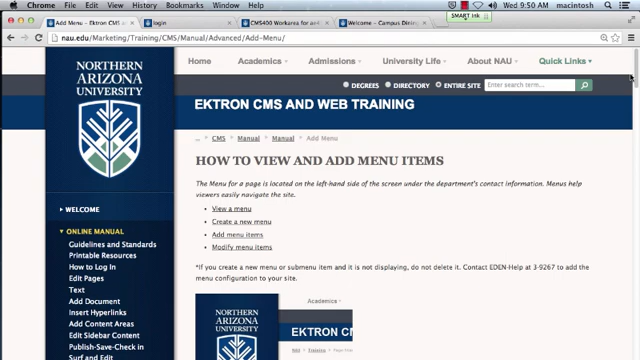 Chrome File Edit View History Bookmarks Window Help
Wed 9:50 AM macintosh
SMART Ink
Add Menu – Ektron CMS an
login
CMS400 Workarea for an
Welcome – Campus Dining
nau.edu/Marketing/Training/CMS/Manual/Advanced/Add-Menu/
NORTHERN
ARIZONA
UNIVERSITY
Home Academics Admissions University Life About NAU Quick Links
DEGREES DIRECTORY ENTIRE SITE Enter search term...
EKTRON CMS AND WEB TRAINING
... CMS Manual Manual Add Menu
HOW TO VIEW AND ADD MENU ITEMS
The Menu for a page is located on the left-hand side of the screen under the department's contact information. Menus help
viewers easily navigate the site.
View a menu
Create a new menu
Add menu items
Modify menu items
*If you create a new menu or submenu item and it is not displaying, do not delete it. Contact EDEN-Help at 3-9267 to add the
menu configuration to your site.
WELCOME
ONLINE MANUAL
Guidelines and Standards
Printable Resources
How to Log In
Edit Pages
Text
Add Document
Insert Hyperlinks
Add Content Areas
Edit Sidebar Content
Publish-Save-Check in
Surf and Edit
NORTHERN
ARIZONA
UNIVERSITY
Academics
EKTRON C
Training